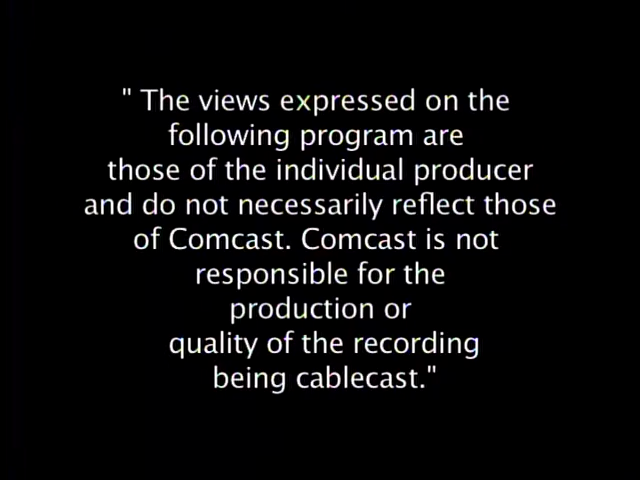 " The views expressed on the
following program are
those of the individual producer
and do not necessarily reflect those
of Comcast. Comcast is not
responsible for the
production or
quality of the recording
being cablecast."